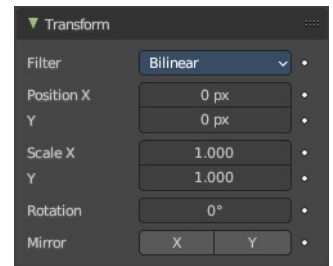 Transform
Filter Bilinear
Position X 0 px
Y 0 px
Scale X 1.000
Y 1.000
Rotation 0°
Mirror X Y